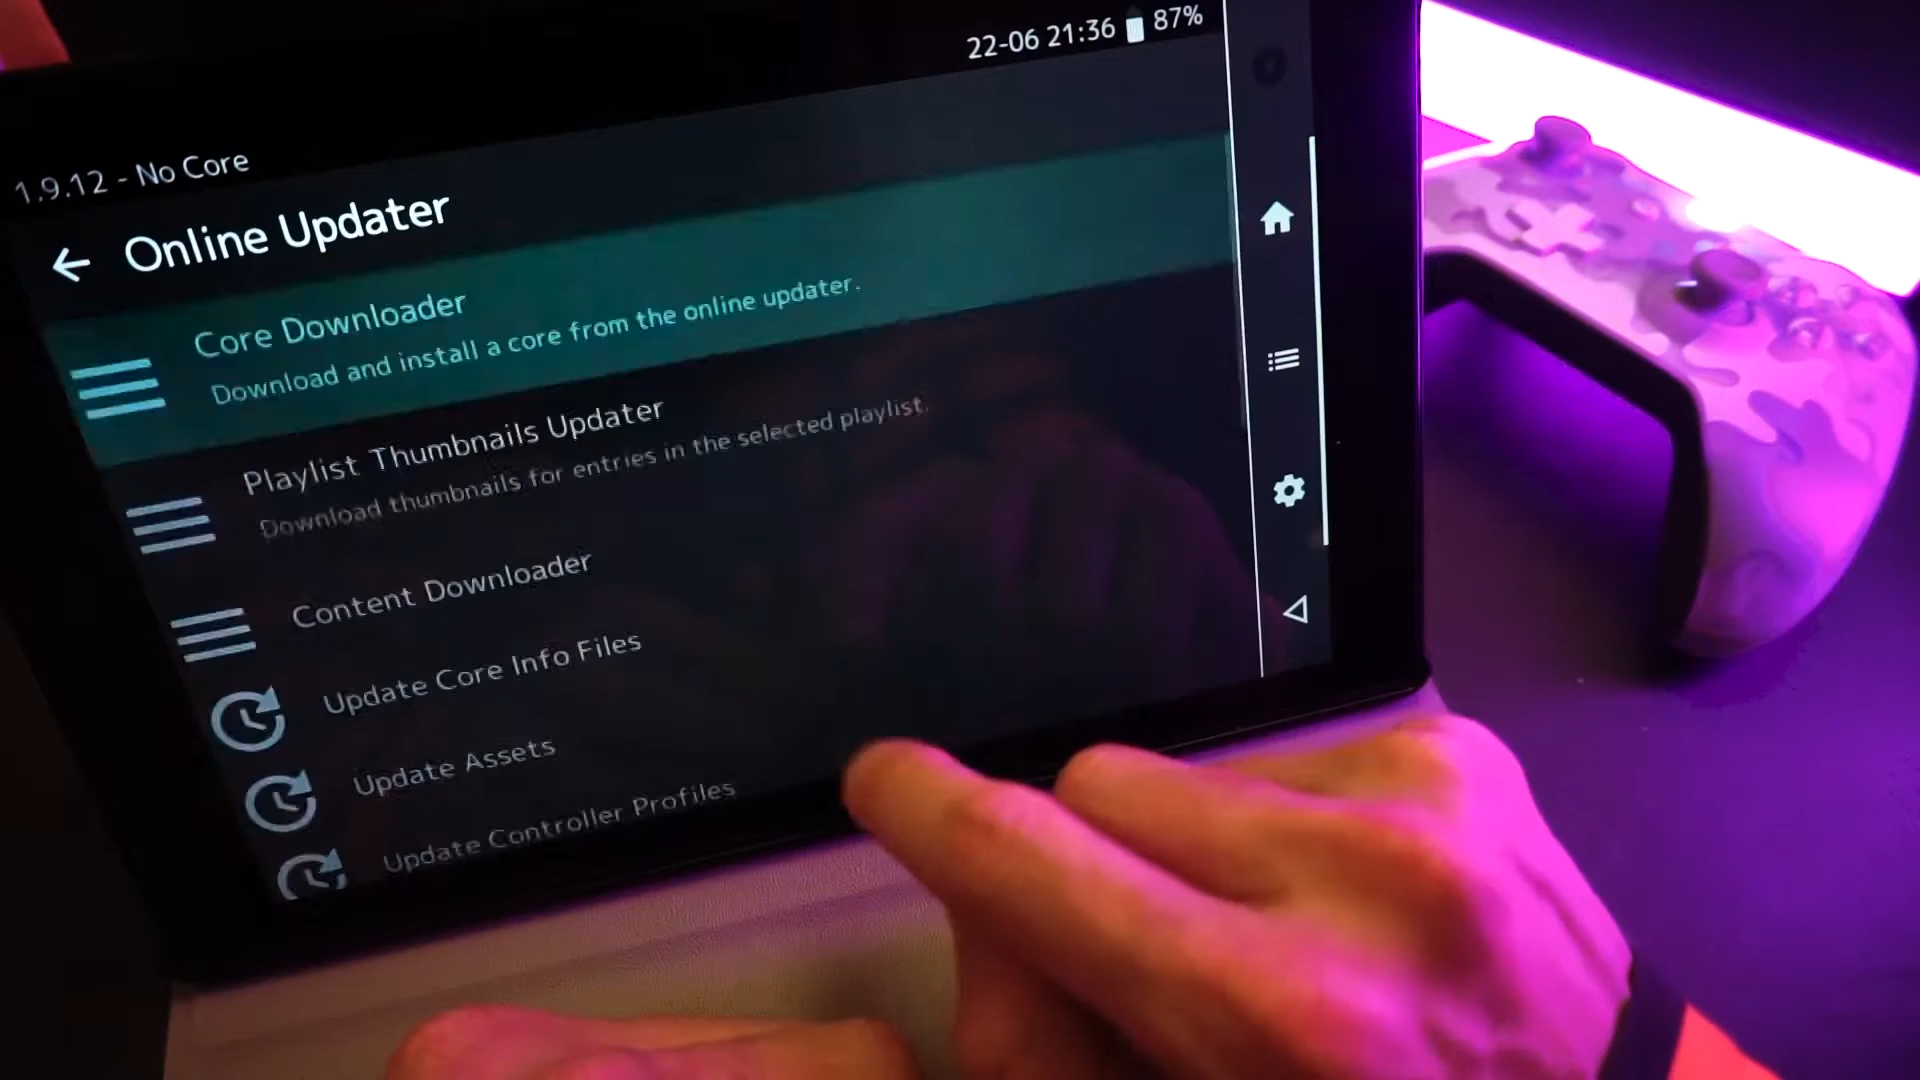 22-06 21:36 87%
1.9.12 - No Core
Online Updater
Core Downloader
Download and install a core from the online updater.
Playlist Thumbnails Updater
Download thumbnails for entries in the selected playlist.
Content Downloader
Update Core Info Files
Update Assets
Update Controller Profiles